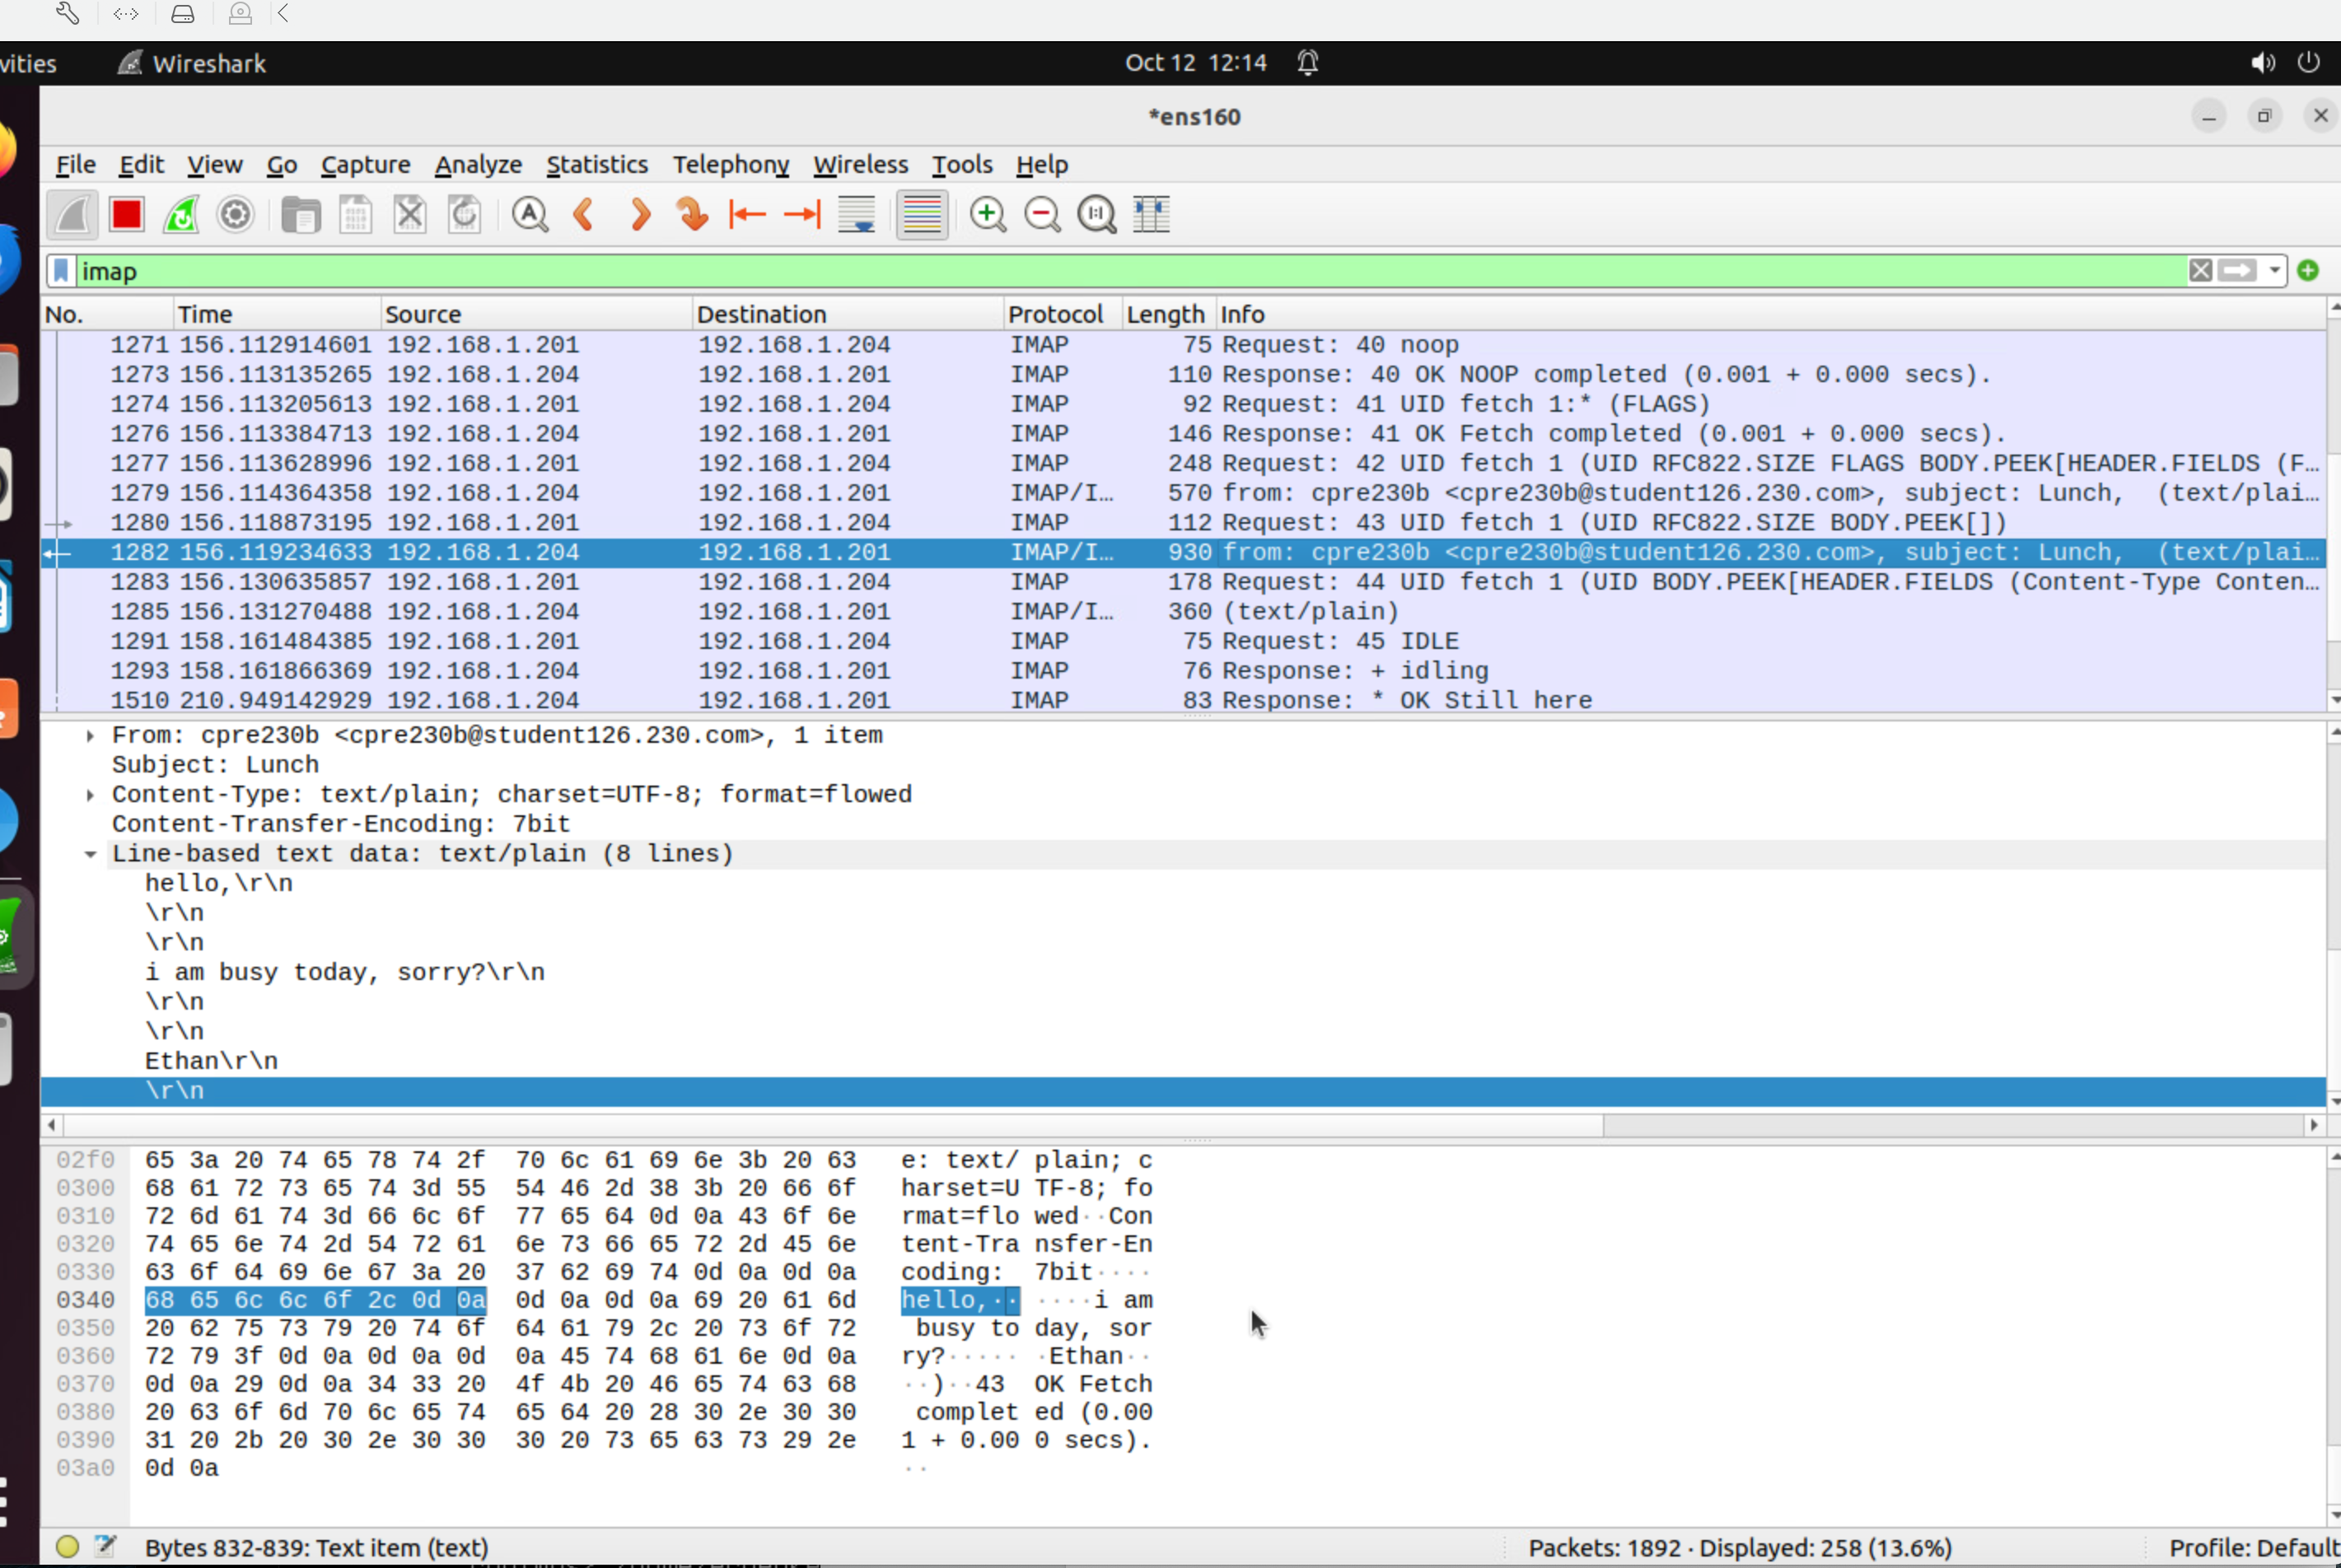 vities Wireshark Oct 12 12:14
*ens160
File Edit View Go Capture Analyze Statistics Telephony Wireless Tools Help
imap
No. Time Source Destination Protocol Length Info
1271 156.112914601 192.168.1.201 192.168.1.204 IMAP 75 Request: 40 noop
1273 156.113135265 192.168.1.204 192.168.1.201 IMAP 110 Response: 40 OK NOOP completed (0.001 + 0.000 secs).
1274 156.113205613 192.168.1.201 192.168.1.204 IMAP 92 Request: 41 UID fetch 1:* (FLAGS)
1276 156.113384713 192.168.1.204 192.168.1.201 IMAP 146 Response: 41 OK Fetch completed (0.001 + 0.000 secs).
1277 156.113628996 192.168.1.201 192.168.1.204 IMAP 248 Request: 42 UID fetch 1 (UID RFC822.SIZE FLAGS BODY.PEEK[HEADER.FIELDS (F…
1279 156.114364358 192.168.1.204 192.168.1.201 IMAP/I… 570 from: cpre230b <cpre230b@student126.230.com>, subject: Lunch, (text/plai…
1280 156.118873195 192.168.1.201 192.168.1.204 IMAP 112 Request: 43 UID fetch 1 (UID RFC822.SIZE BODY.PEEK[])
1282 156.119234633 192.168.1.204 192.168.1.201 IMAP/I… 930 from: cpre230b <cpre230b@student126.230.com>, subject: Lunch, (text/plai…
1283 156.130635857 192.168.1.201 192.168.1.204 IMAP 178 Request: 44 UID fetch 1 (UID BODY.PEEK[HEADER.FIELDS (Content-Type Conten…
1285 156.131270488 192.168.1.204 192.168.1.201 IMAP/I… 360 (text/plain)
1291 158.161484385 192.168.1.201 192.168.1.204 IMAP 75 Request: 45 IDLE
1293 158.161866369 192.168.1.204 192.168.1.201 IMAP 76 Response: + idling
1510 210.949142929 192.168.1.204 192.168.1.201 IMAP 83 Response: * OK Still here
From: cpre230b <cpre230b@student126.230.com>, 1 item
Subject: Lunch
Content-Type: text/plain; charset=UTF-8; format=flowed
Content-Transfer-Encoding: 7bit
Line-based text data: text/plain (8 lines)
hello,\r\n
\r\n
\r\n
i am busy today, sorry?\r\n
\r\n
\r\n
Ethan\r\n
\r\n
02f0 65 3a 20 74 65 78 74 2f 70 6c 61 69 6e 3b 20 63 e: text/ plain; c
0300 68 61 72 73 65 74 3d 55 54 46 2d 38 3b 20 66 6f harset=U TF-8; fo
0310 72 6d 61 74 3d 66 6c 6f 77 65 64 0d 0a 43 6f 6e rmat=flo wed··Con
0320 74 65 6e 74 2d 54 72 61 6e 73 66 65 72 2d 45 6e tent-Tra nsfer-En
0330 63 6f 64 69 6e 67 3a 20 37 62 69 74 0d 0a 0d 0a coding: 7bit····
0340 68 65 6c 6c 6f 2c 0d 0a 0d 0a 0d 0a 69 20 61 6d hello,·· ····i am
0350 20 62 75 73 79 20 74 6f 64 61 79 2c 20 73 6f 72 busy to day, sor
0360 72 79 3f 0d 0a 0d 0a 0d 0a 45 74 68 61 6e 0d 0a ry?····· ·Ethan··
0370 0d 0a 29 0d 0a 34 33 20 4f 4b 20 46 65 74 63 68 ··)··43 OK Fetch
0380 20 63 6f 6d 70 6c 65 74 65 64 20 28 30 2e 30 30 complet ed (0.00
0390 31 20 2b 20 30 2e 30 30 30 20 73 65 63 73 29 2e 1 + 0.00 0 secs).
03a0 0d 0a ··
Bytes 832-839: Text item (text) Packets: 1892 · Displayed: 258 (13.6%) Profile: Default